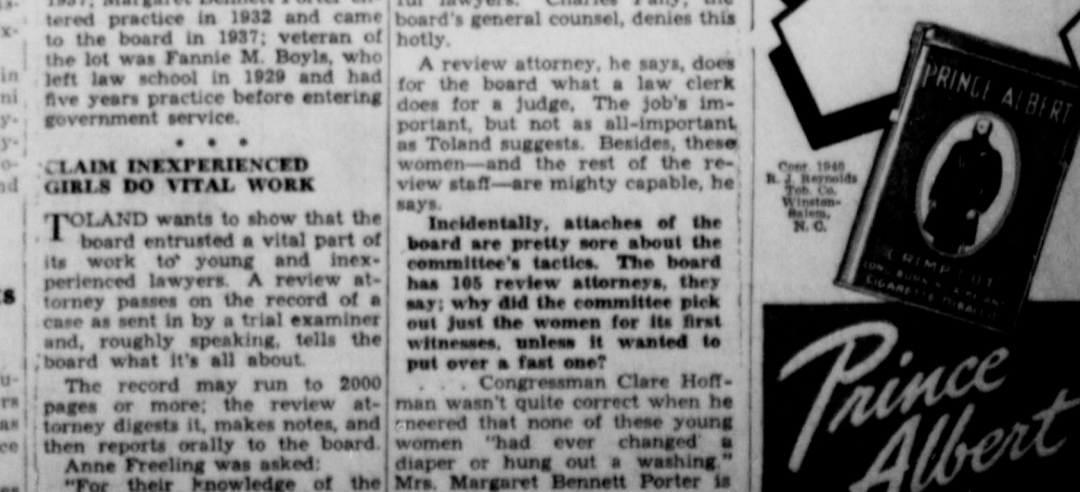 tered practice in 1932 and came
to the board in 1937; veteran of
the lot was Fannie M. Boyls, who
left law school in 1929 and had
five years practice before entering
government service.
• • •
CLAIM INEXPERIENCED
GIRLS DO VITAL WORK
TOLAND wants to show that the
board entrusted a vital part of
its work to young and inex-
perienced lawyers. A review at-
torney passes on the record of a
case as sent in by a trial examiner
and, roughly speaking, tells the
board what it's all about.
The record may run to 2000
pages or more; the review at-
torney digests it, makes notes, and
then reports orally to the board.
Anne Freeling was asked:
"For their knowledge of the
board's general counsel, denies this
hotly.
A review attorney, he says, does
for the board what a law clerk
does for a judge, The job's im-
portant, but not as all-important
as Toland suggests. Besides, these
women—and the rest of the re-
view staff—are mighty capable, he
says.
Incidentally, attaches of the
board are pretty sore about the
committee's tactics. The board
has 105 review attorneys, they
say; why did the committee pick
out just the women for its first
witnesses, unless it wanted to
put over a fast one?
. . . Congressman Clare Hoff-
man wasn't quite correct when he
sneered that none of these young
women "had ever changed a
diaper or hung out a washing."
Mrs. Margaret Bennett Porter is
PRINCE ALBERT
CRIMP CUT
LONG BURNING
CIGARETTE TOBACCO
Copr. 1940
R. J. Reynolds
Tob. Co.
Winston-
Salem,
N. C.
Prince
Albert